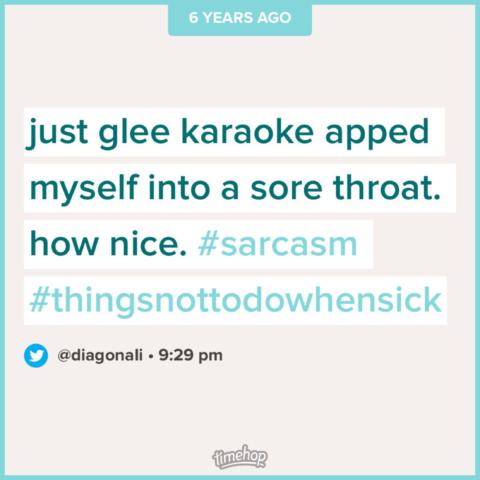 6 YEARS AGO
just glee karaoke apped
myself into a sore throat.
how nice. #sarcasm
#thingsnottodowhensick
@diagonali • 9:29 pm
timehop